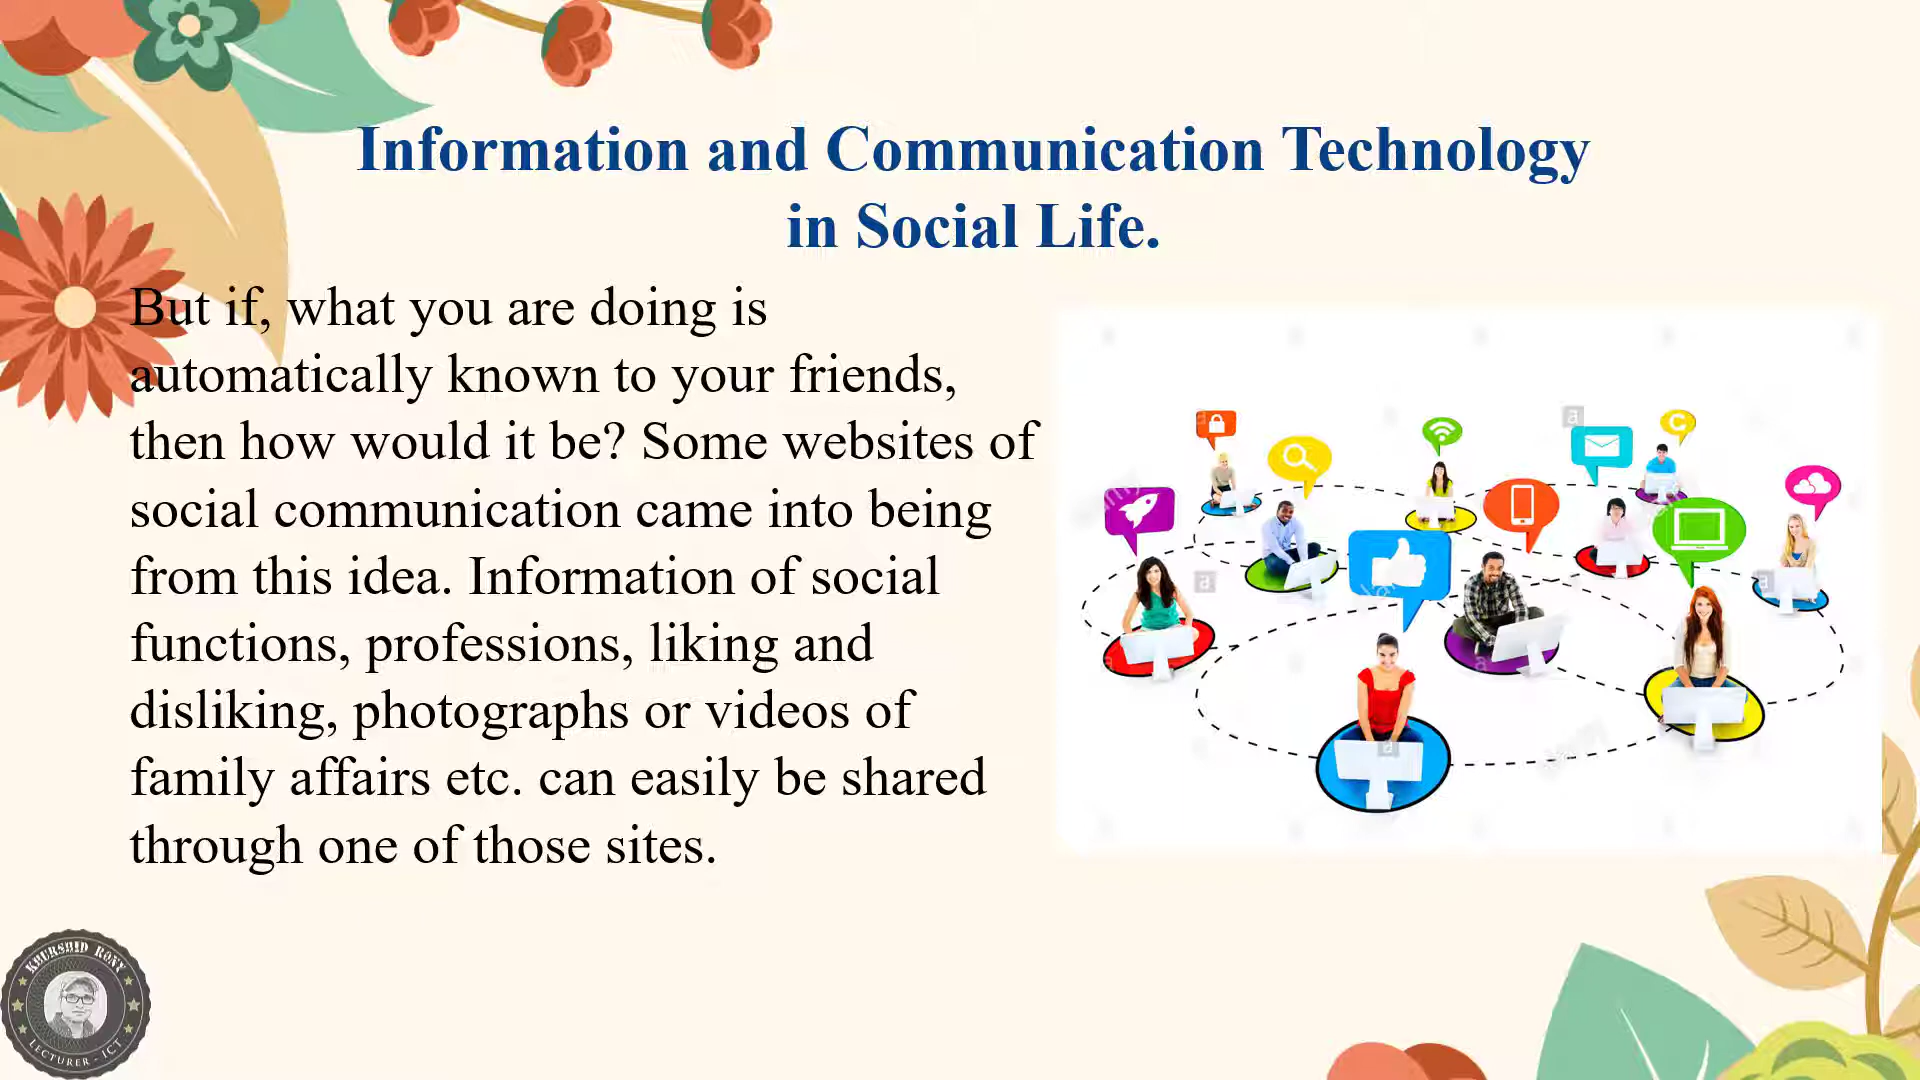 Information and Communication Technology
in Social Life.
But if, what you are doing is
automatically known to your friends,
then how would it be? Some websites of
social communication came into being
from this idea. Information of social
functions, professions, liking and
disliking, photographs or videos of
family affairs etc. can easily be shared
through one of those sites.
KHURSHID RONY
LECTURER - ICT